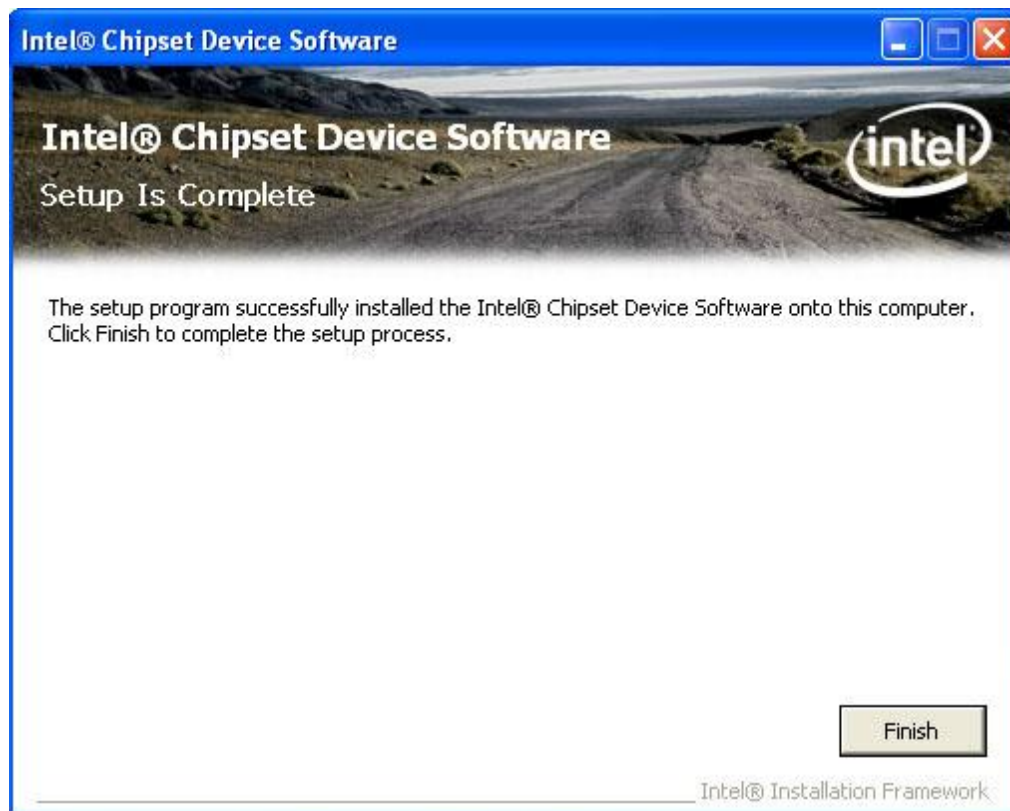 Intel® Chipset Device Software
Intel® Chipset Device Software
intel
Setup Is Complete
The setup program successfully installed the Intel® Chipset Device Software onto this computer.
Click Finish to complete the setup process.
Finish
Intel® Installation Framework